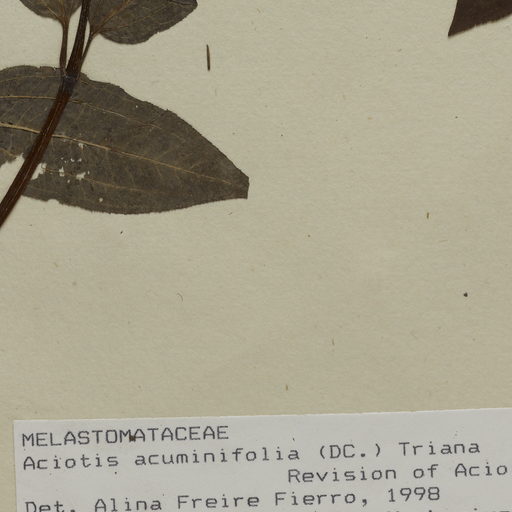 MELASTOMATACEAE
Aciotis acuminifolia (DC.) Triana
Revision of Acio
Det. Alina Freire Fierro, 1998